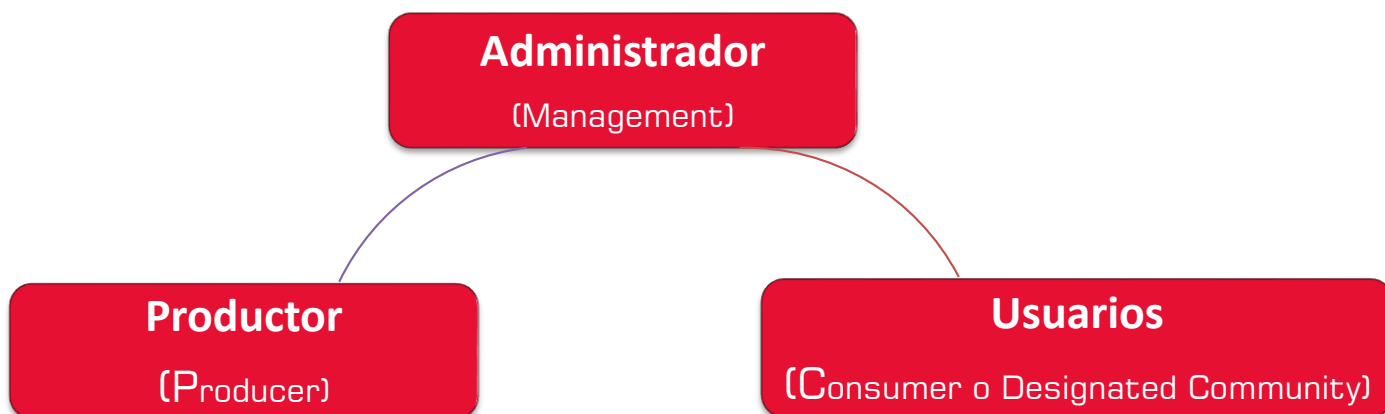 Administrador
(Management)
Productor
(Producer)
Usuarios
(Consumer o Designated Community)